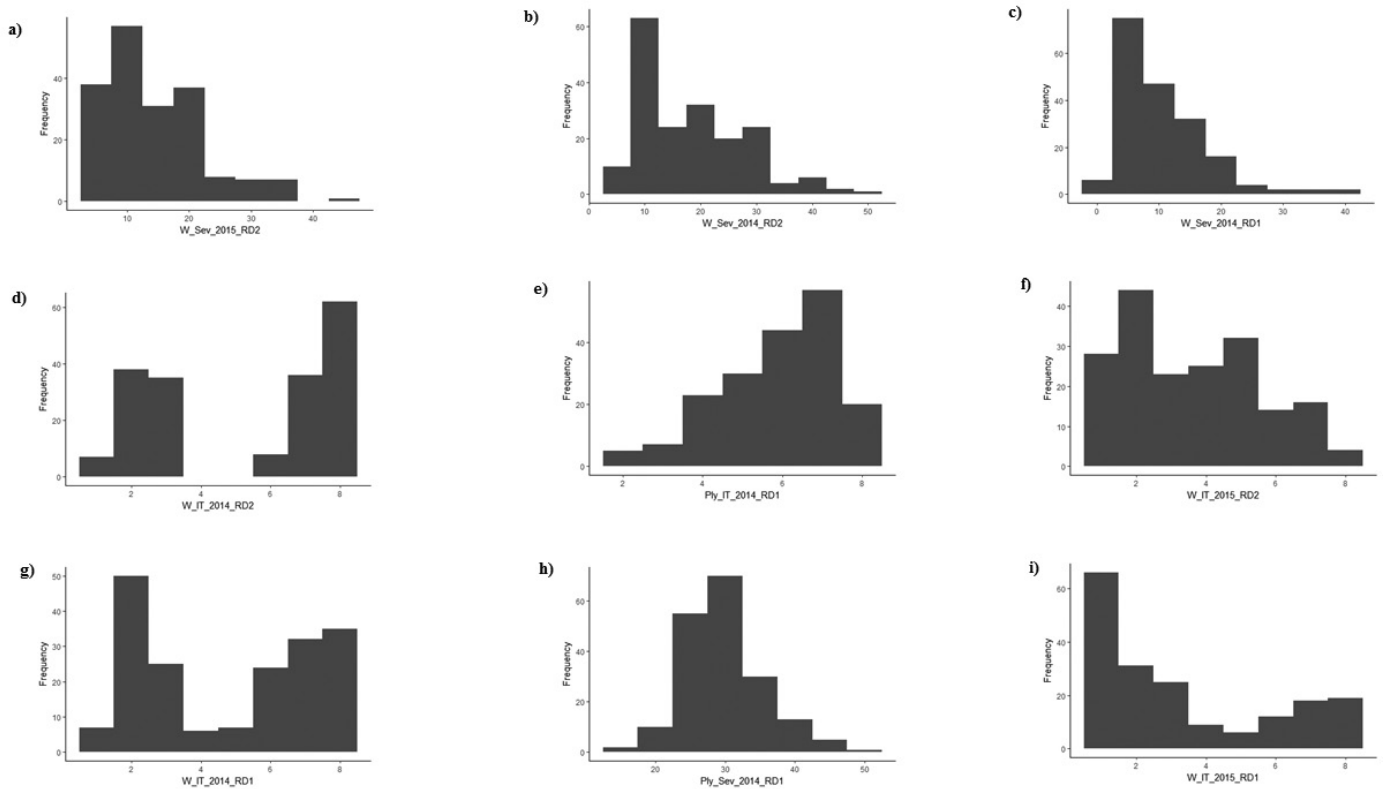 a)
Frequency
40
20
0
10
20
30
40
W_Sev_2015_RD2
b)
Frequency
60
40
20
0
0
10
20
30
40
50
W_Sev_2014_RD2
c)
Frequency
60
40
20
0
0
10
20
30
40
W_Sev_2014_RD1
d)
Frequency
60
40
20
0
2
4
6
8
W_IT_2014_RD2
e)
Frequency
40
20
0
2
4
6
8
Ply_IT_2014_RD1
f)
Frequency
40
30
20
10
0
2
4
6
8
W_IT_2015_RD2
g)
Frequency
50
40
30
20
10
0
2
4
6
8
W_IT_2014_RD1
h)
Frequency
60
40
20
0
20
30
40
50
Ply_Sev_2014_RD1
i)
Frequency
60
40
20
0
2
4
6
8
W_IT_2015_RD1